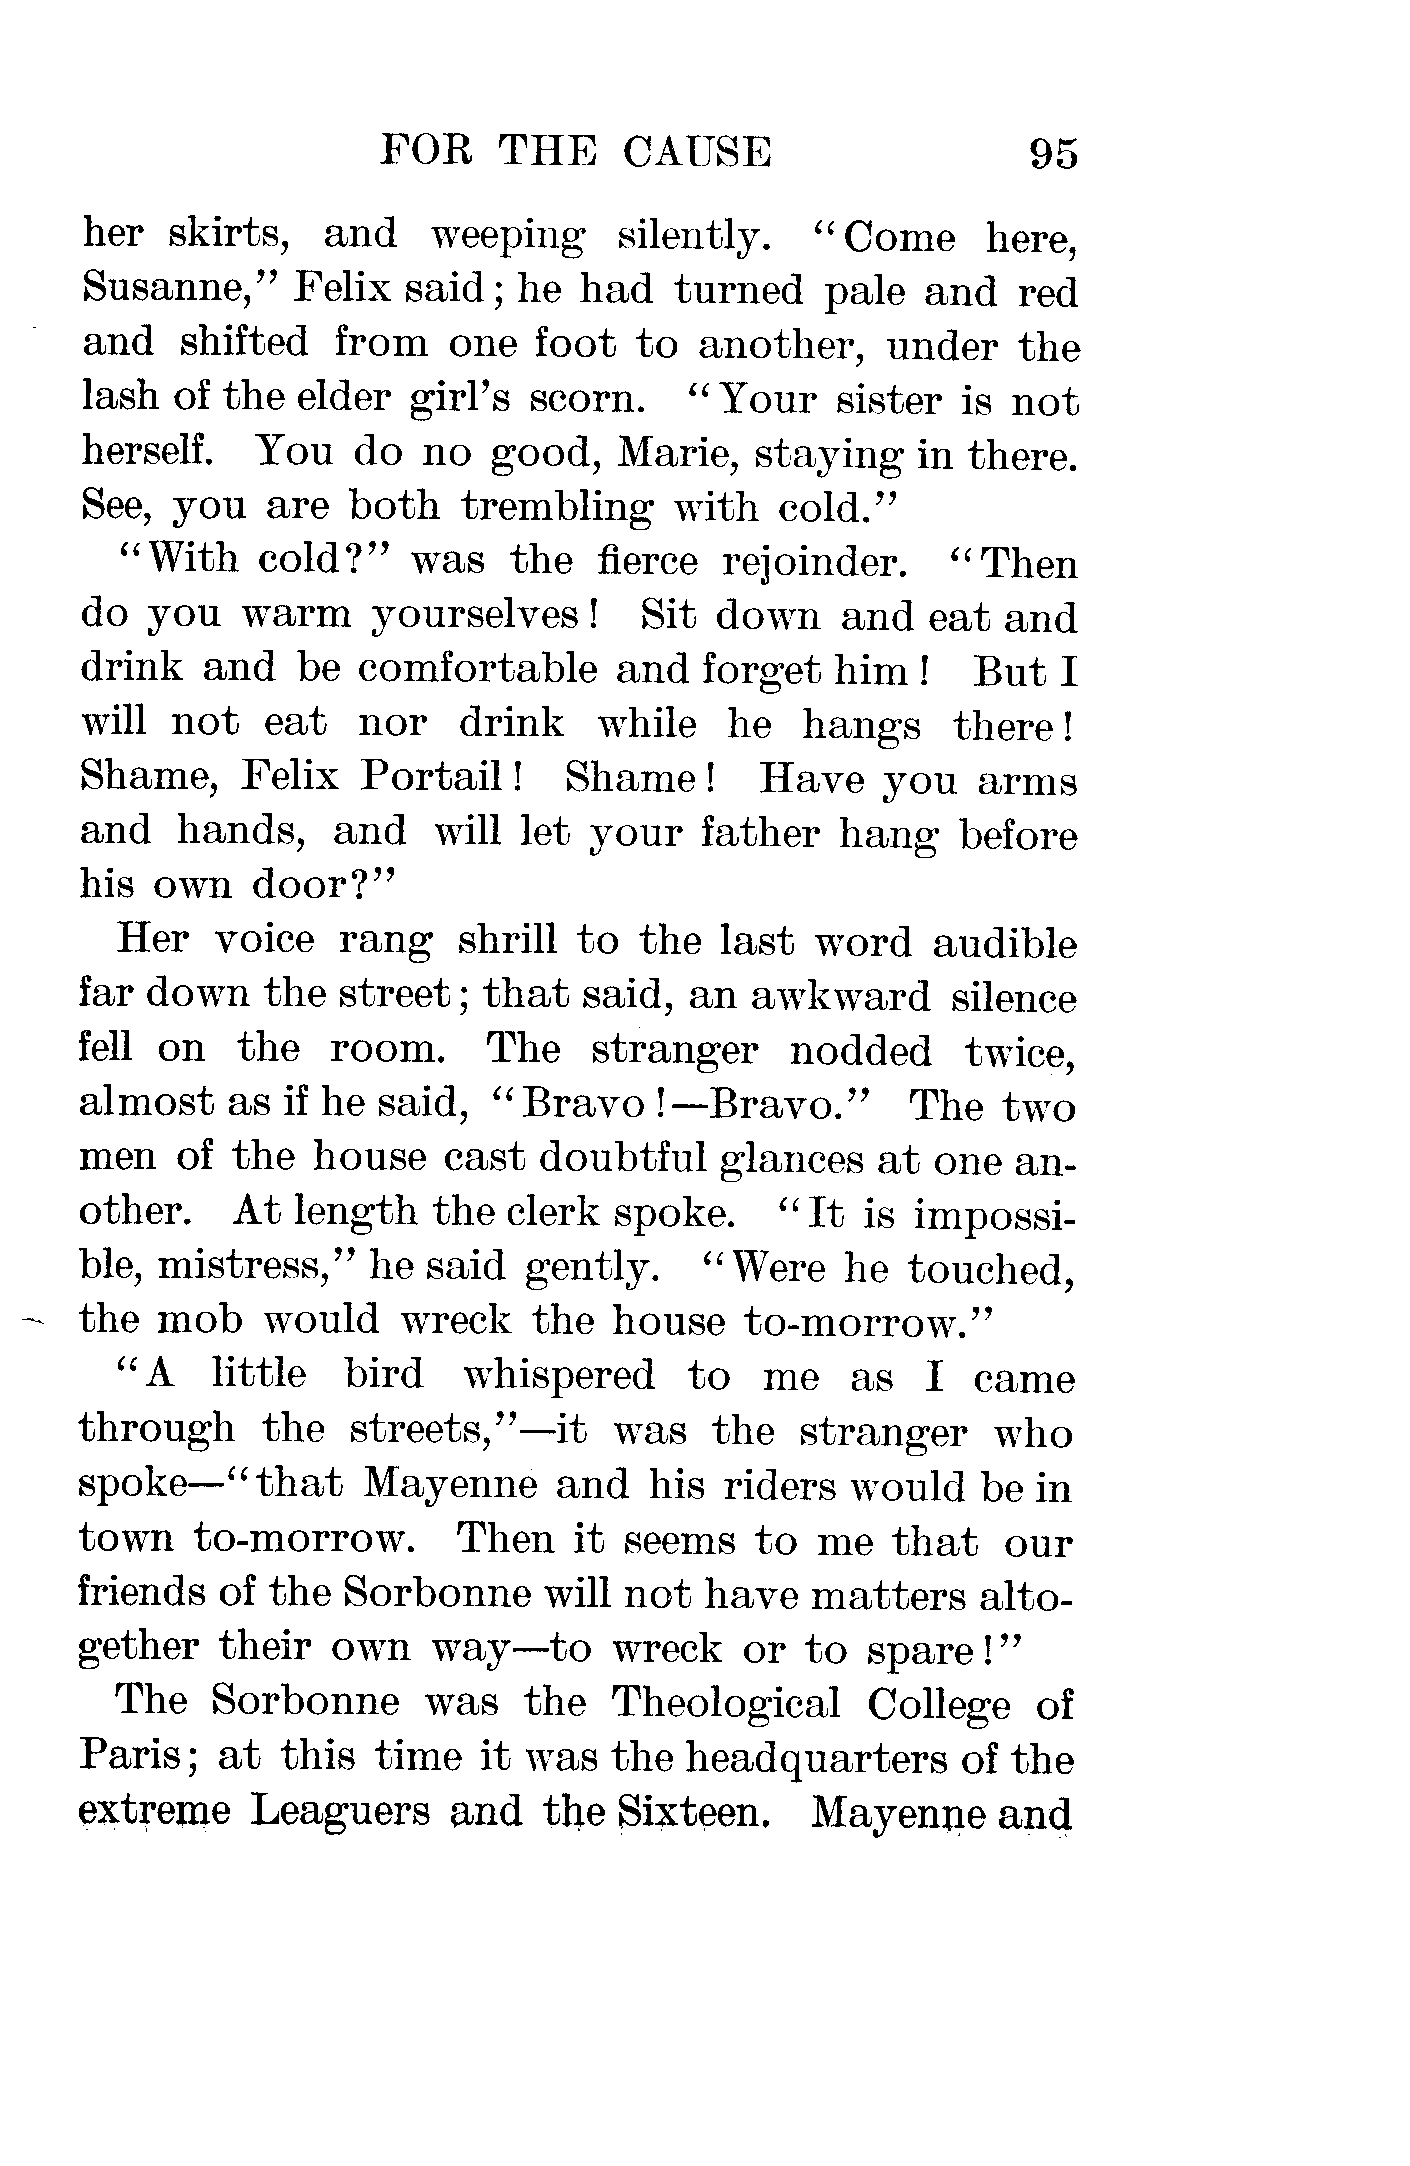 FOR THE CAUSE 95
her skirts, and weeping silently. "Come here,
Susanne," Felix said; he had turned pale and red
and shifted from one foot to another, under the
lash of the elder girl's scorn. "Your sister is not
herself. You do no good, Marie, staying in there.
See, you are both trembling with cold."
"With cold?" was the fierce rejoinder. "Then
do you warm yourselves! Sit down and eat and
drink and be comfortable and forget him! But I
will not eat nor drink while he hangs there!
Shame, Felix Portail! Shame! Have you arms
and hands, and will let your father hang before
his own door?"
Her voice rang shrill to the last word audible
far down the street; that said, an awkward silence
fell on the room. The stranger nodded twice,
almost as if he said, "Bravo!—Bravo." The two
men of the house cast doubtful glances at one an-
other. At length the clerk spoke. "It is impossi-
ble, mistress," he said gently. "Were he touched,
the mob would wreck the house to-morrow."
"A little bird whispered to me as I came
through the streets,"—it was the stranger who
spoke—"that Mayenne and his riders would be in
town to-morrow. Then it seems to me that our
friends of the Sorbonne will not have matters alto-
gether their own way—to wreck or to spare!"
The Sorbonne was the Theological College of
Paris; at this time it was the headquarters of the
extreme Leaguers and the Sixteen. Mayenne and